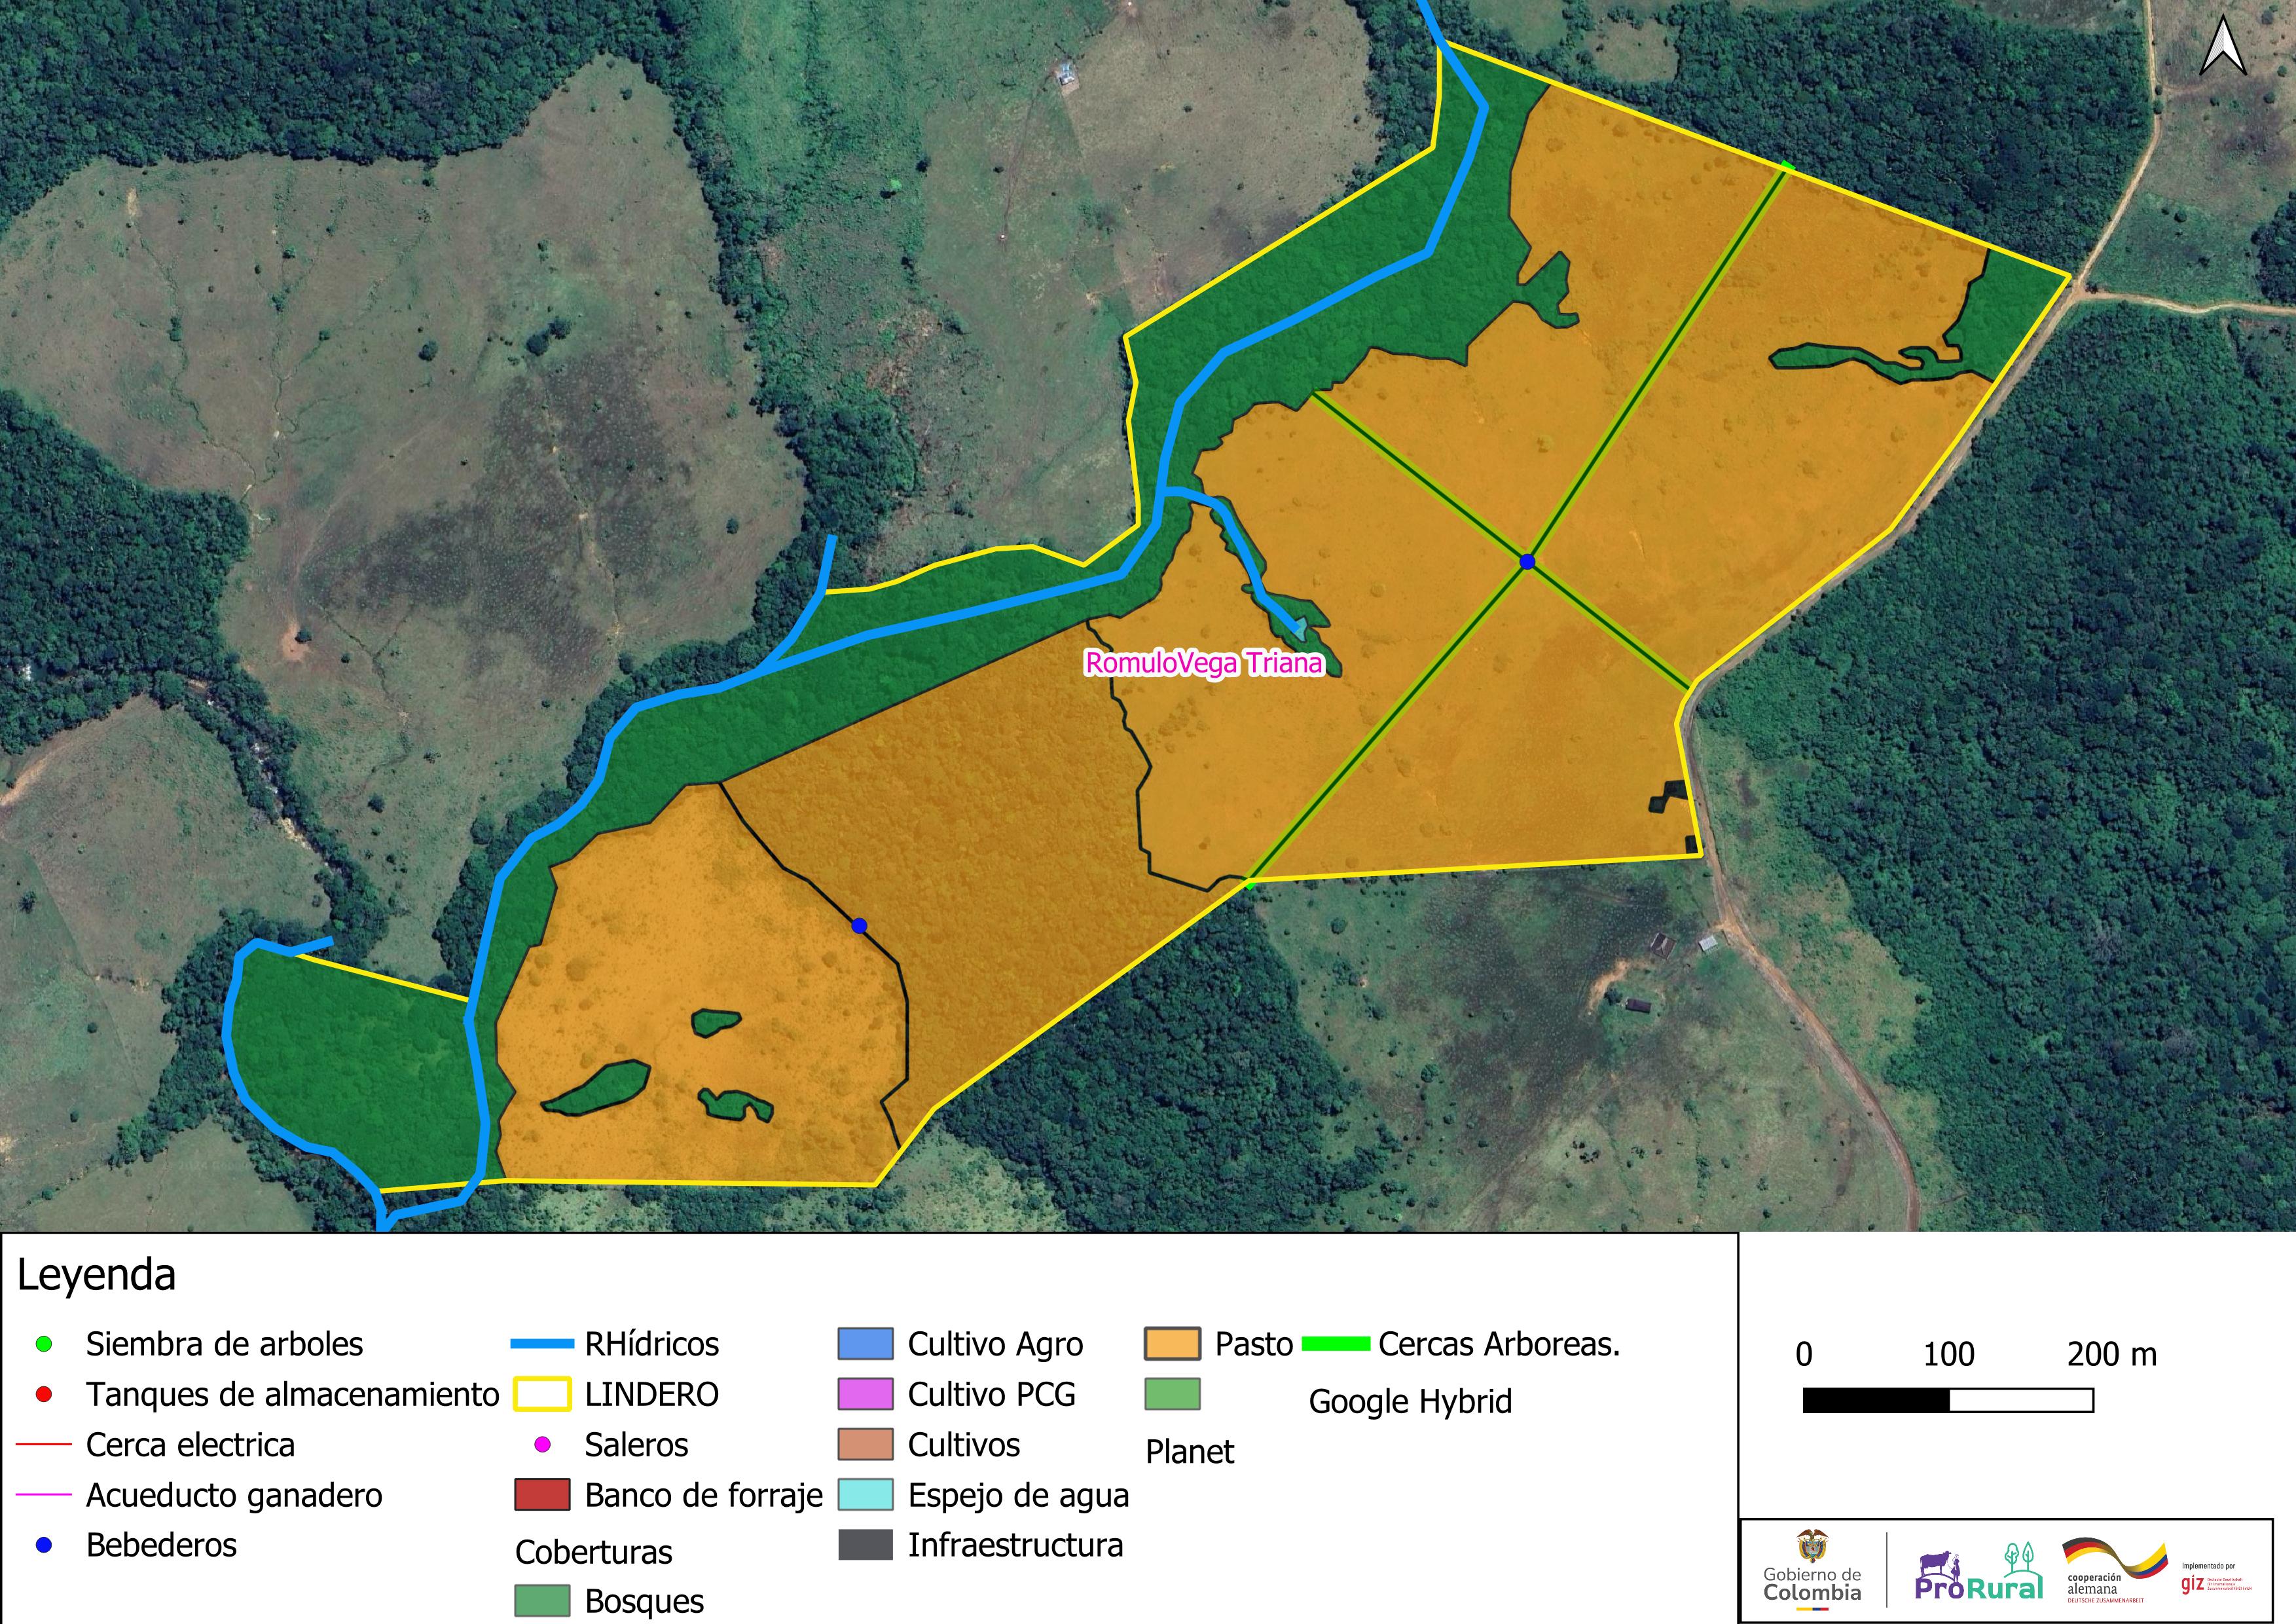 RomuloVega Triana
Leyenda
Siembra de arboles
Tanques de almacenamiento
Cerca electrica
Acueducto ganadero
Bebederos
RHídricos
LINDERO
Saleros
Banco de forraje
Coberturas
Bosques
Cultivo Agro
Cultivo PCG
Cultivos
Espejo de agua
Infraestructura
Pasto
Planet
Cercas Arboreas.
Google Hybrid
0 100 200 m
Gobierno de
Colombia
ProRural
cooperación
alemana
DEUTSCHE ZUSAMMENARBEIT
Implementado por
giz